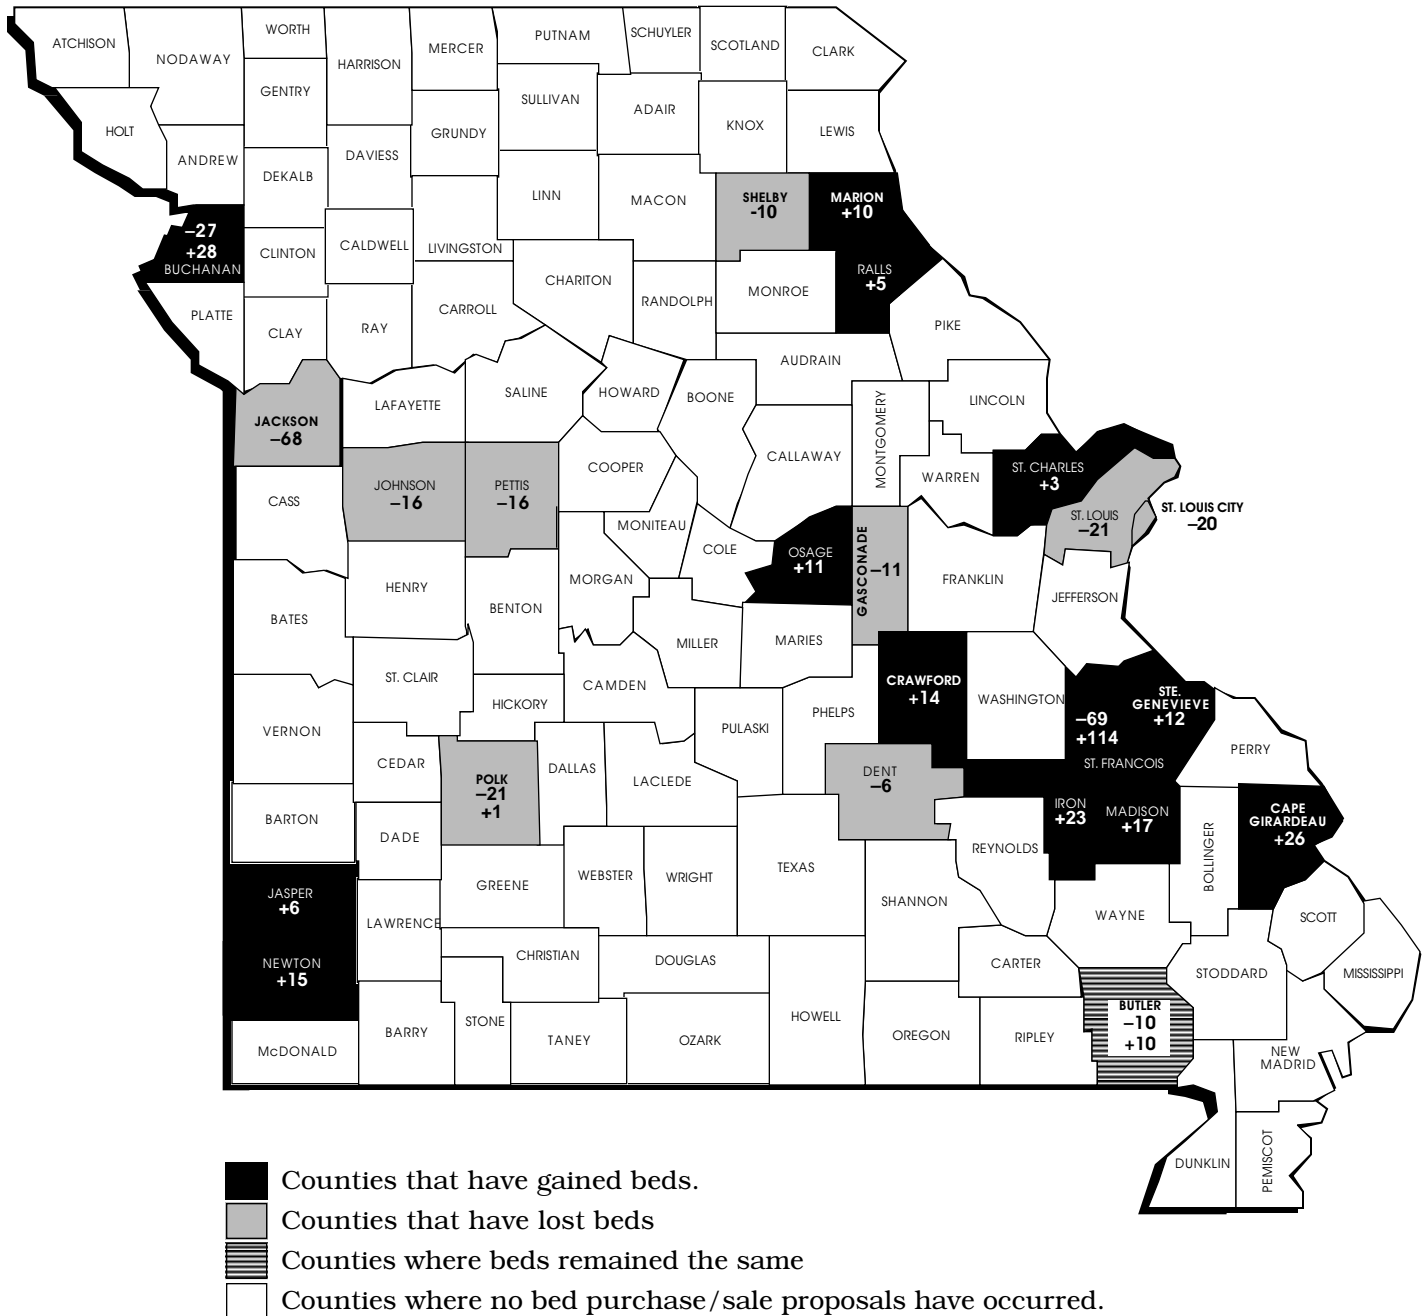 ATCHISON
NODAWAY
WORTH
HARRISON
MERCER
PUTNAM
SCHUYLER
SCOTLAND
CLARK
GENTRY
SULLIVAN
ADAIR
KNOX
LEWIS
HOLT
ANDREW
DEKALB
DAVIESS
GRUNDY
LINN
MACON
SHELBY
-10
MARION
+10
–27
+28
BUCHANAN
CLINTON
CALDWELL
LIVINGSTON
CHARITON
RANDOLPH
MONROE
RALLS
+5
PLATTE
CLAY
RAY
CARROLL
PIKE
AUDRAIN
JACKSON
–68
LAFAYETTE
SALINE
HOWARD
BOONE
CALLAWAY
MONTGOMERY
LINCOLN
WARREN
ST. CHARLES
+3
ST. LOUIS
–21
ST. LOUIS CITY
–20
CASS
JOHNSON
–16
PETTIS
–16
COOPER
MONITEAU
COLE
OSAGE
+11
GASCONADE
–11
FRANKLIN
JEFFERSON
BATES
HENRY
BENTON
MORGAN
MILLER
MARIES
ST. CLAIR
HICKORY
CAMDEN
PULASKI
PHELPS
CRAWFORD
+14
WASHINGTON
STE.
GENEVIEVE
+12
–69
+114
ST. FRANCOIS
PERRY
VERNON
CEDAR
POLK
–21
+1
DALLAS
LACLEDE
DENT
–6
IRON
+23
MADISON
+17
CAPE
GIRARDEAU
+26
BARTON
DADE
GREENE
WEBSTER
WRIGHT
TEXAS
REYNOLDS
BOLLINGER
JASPER
+6
LAWRENCE
SHANNON
WAYNE
SCOTT
NEWTON
+15
CHRISTIAN
DOUGLAS
CARTER
STODDARD
MISSISSIPPI
McDONALD
BARRY
STONE
TANEY
OZARK
HOWELL
OREGON
RIPLEY
BUTLER
–10
+10
NEW
MADRID
DUNKLIN
PEMISCOT
Counties that have gained beds.
Counties that have lost beds
Counties where beds remained the same
Counties where no bed purchase/sale proposals have occurred.